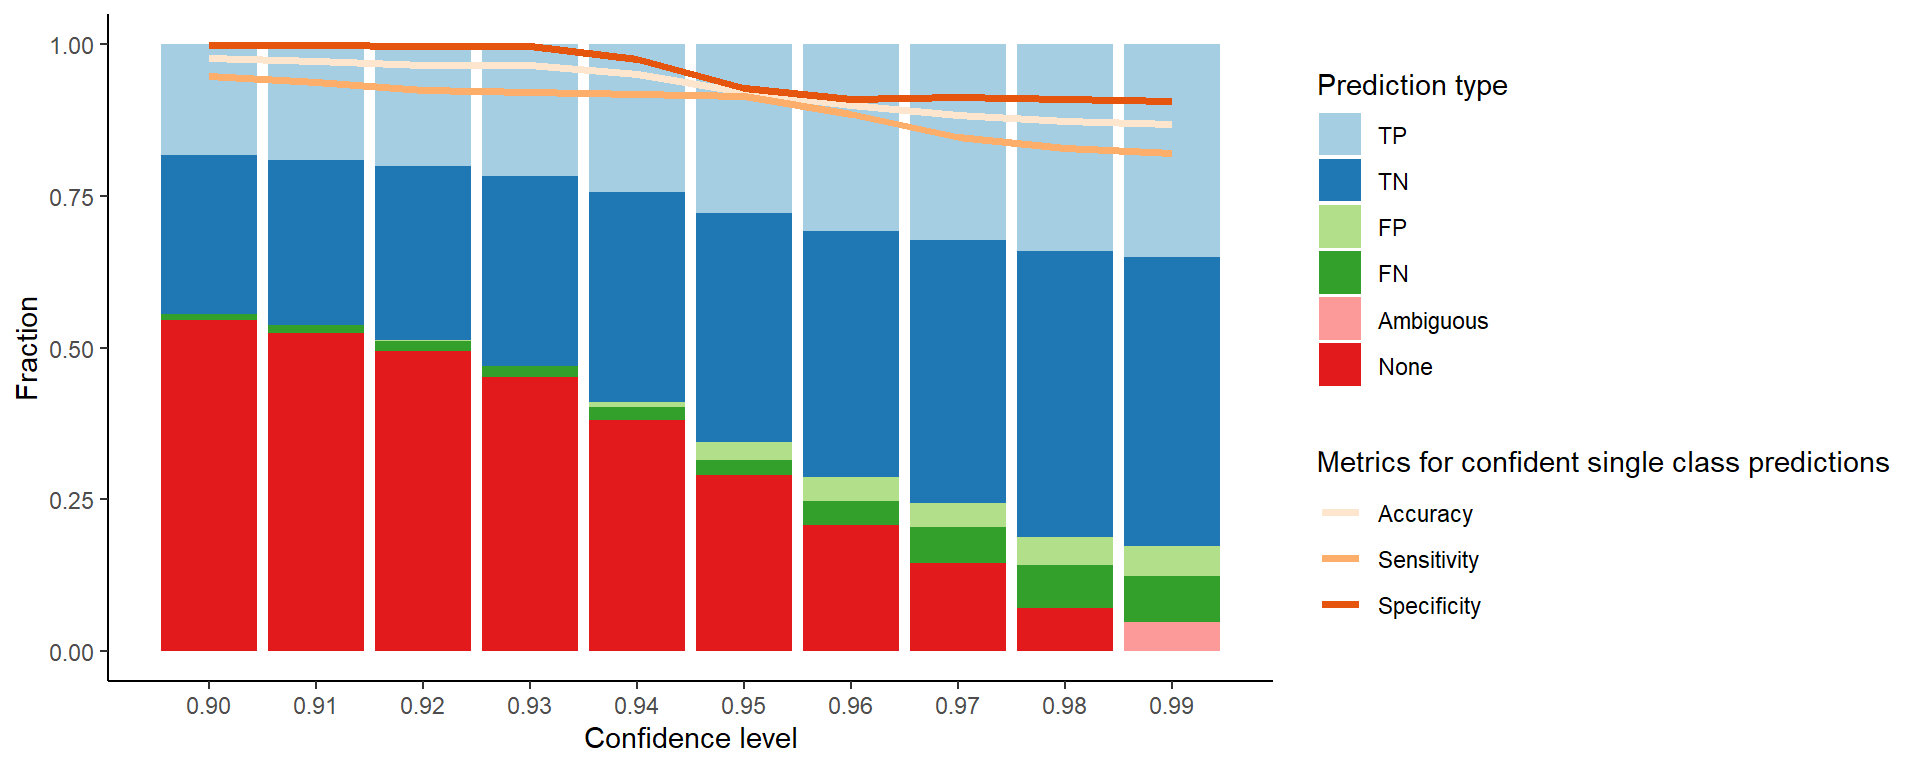 1.00
0.75
0.50
0.25
0.00
Fraction
0.90 0.91 0.92 0.93 0.94 0.95 0.96 0.97 0.98 0.99
Confidence level
Prediction type
TP
TN
FP
FN
Ambiguous
None
Metrics for confident single class predictions
Accuracy
Sensitivity
Specificity